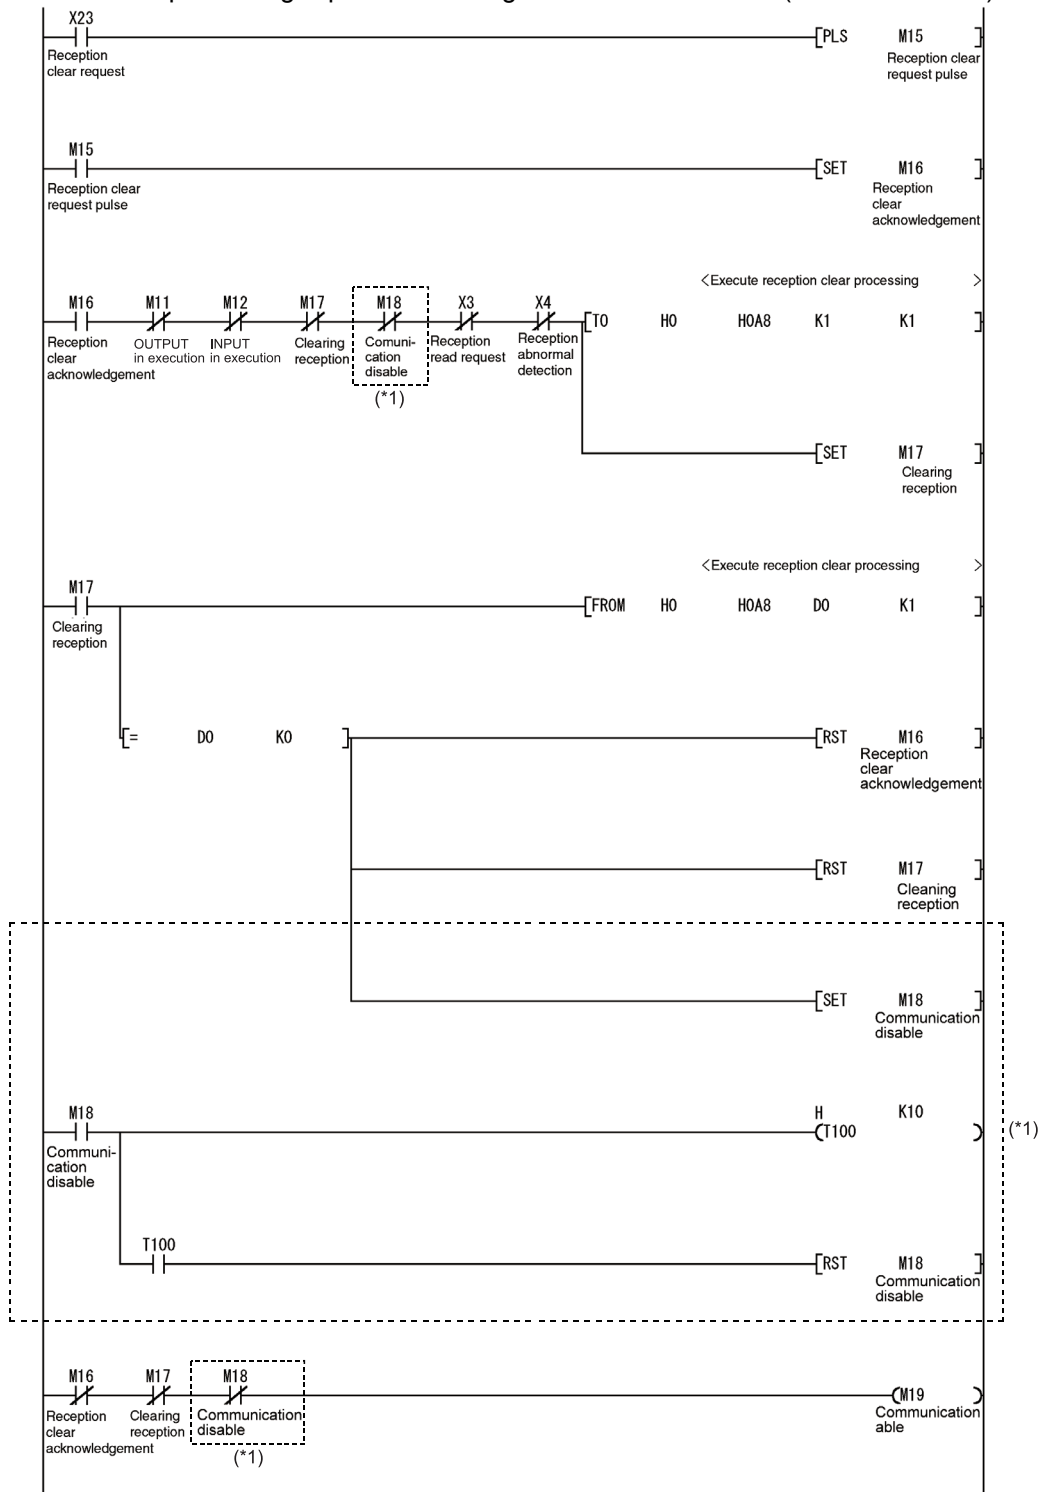 X23
[PLS M15 ]
Reception
clear request
Reception clear
request pulse
M15
[SET M16 ]
Reception clear
request pulse
Reception
clear
acknowledgement
<Execute reception clear processing >
M16 M11 M12 M17 M18 X3 X4
[TO H0 H0A8 K1 K1 ]
Reception
clear
acknowledgement
OUTPUT
in execution
INPUT
in execution
Clearing
reception
Comuni-
cation
disable
Reception
read request
Reception
abnormal
detection
(*1)
[SET M17 ]
Clearing
reception
<Execute reception clear processing >
M17
[FROM H0 H0A8 D0 K1 ]
Clearing
reception
[= D0 K0 ]
[RST M16 ]
Reception
clear
acknowledgement
[RST M17 ]
Cleaning
reception
[SET M18 ]
Communication
disable
M18
H K10
(T100 )
(*1)
Communi-
cation
disable
T100
[RST M18 ]
Communication
disable
M16 M17 M18
(M19 )
Reception
clear
acknowledgement
Clearing
reception
Communication
disable
Communication
able
(*1)